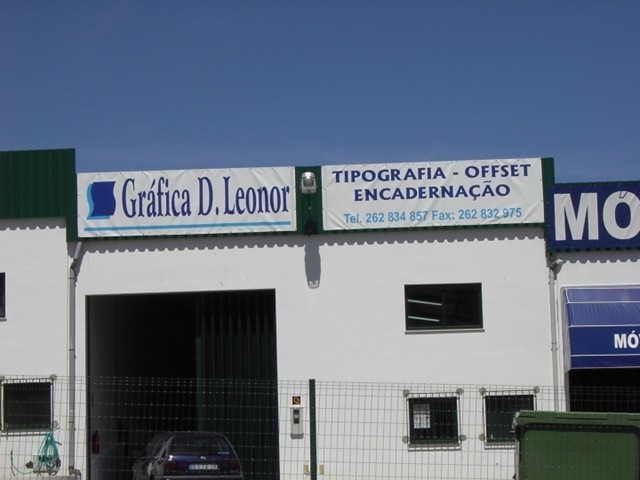 Gráfica D. Leonor
TIPOGRAFIA - OFFSET
ENCADERNAÇÃO
Tel. 262 834 857 Fax: 262 832 975
MÓ
MÓ